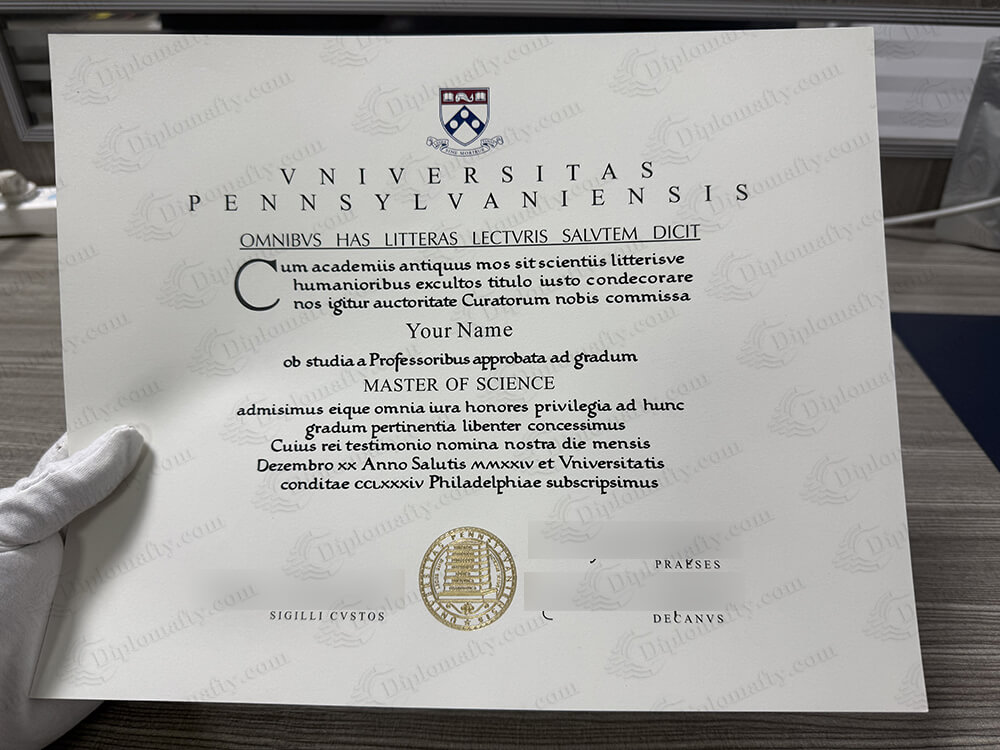 SINE MORIBUS
VNIVERSITAS
PENNSYLVANIENSIS
OMNIBVS HAS LITTERAS LECTVRIS SALVTEM DICIT
Cum academiis antiquus mos sit scientiis litterisve
humanioribus excultos titulo iusto condecorare
nos igitur auctoritate Curatorum nobis commissa
Your Name
ob studia a Professoribus approbata ad gradum
MASTER OF SCIENCE
admisimus eique omnia iura honores privilegia ad hunc
gradum pertinentia libenter concessimus
Cuius rei testimonio nomina nostra die mensis
Dezembro xx Anno Salutis MMXXIV et Vniversitatis
conditae CCLXXXIV Philadelphiae subscripsimus
PRAESES
SIGILLI CVSTOS
DECANVS
Diplomafty.com